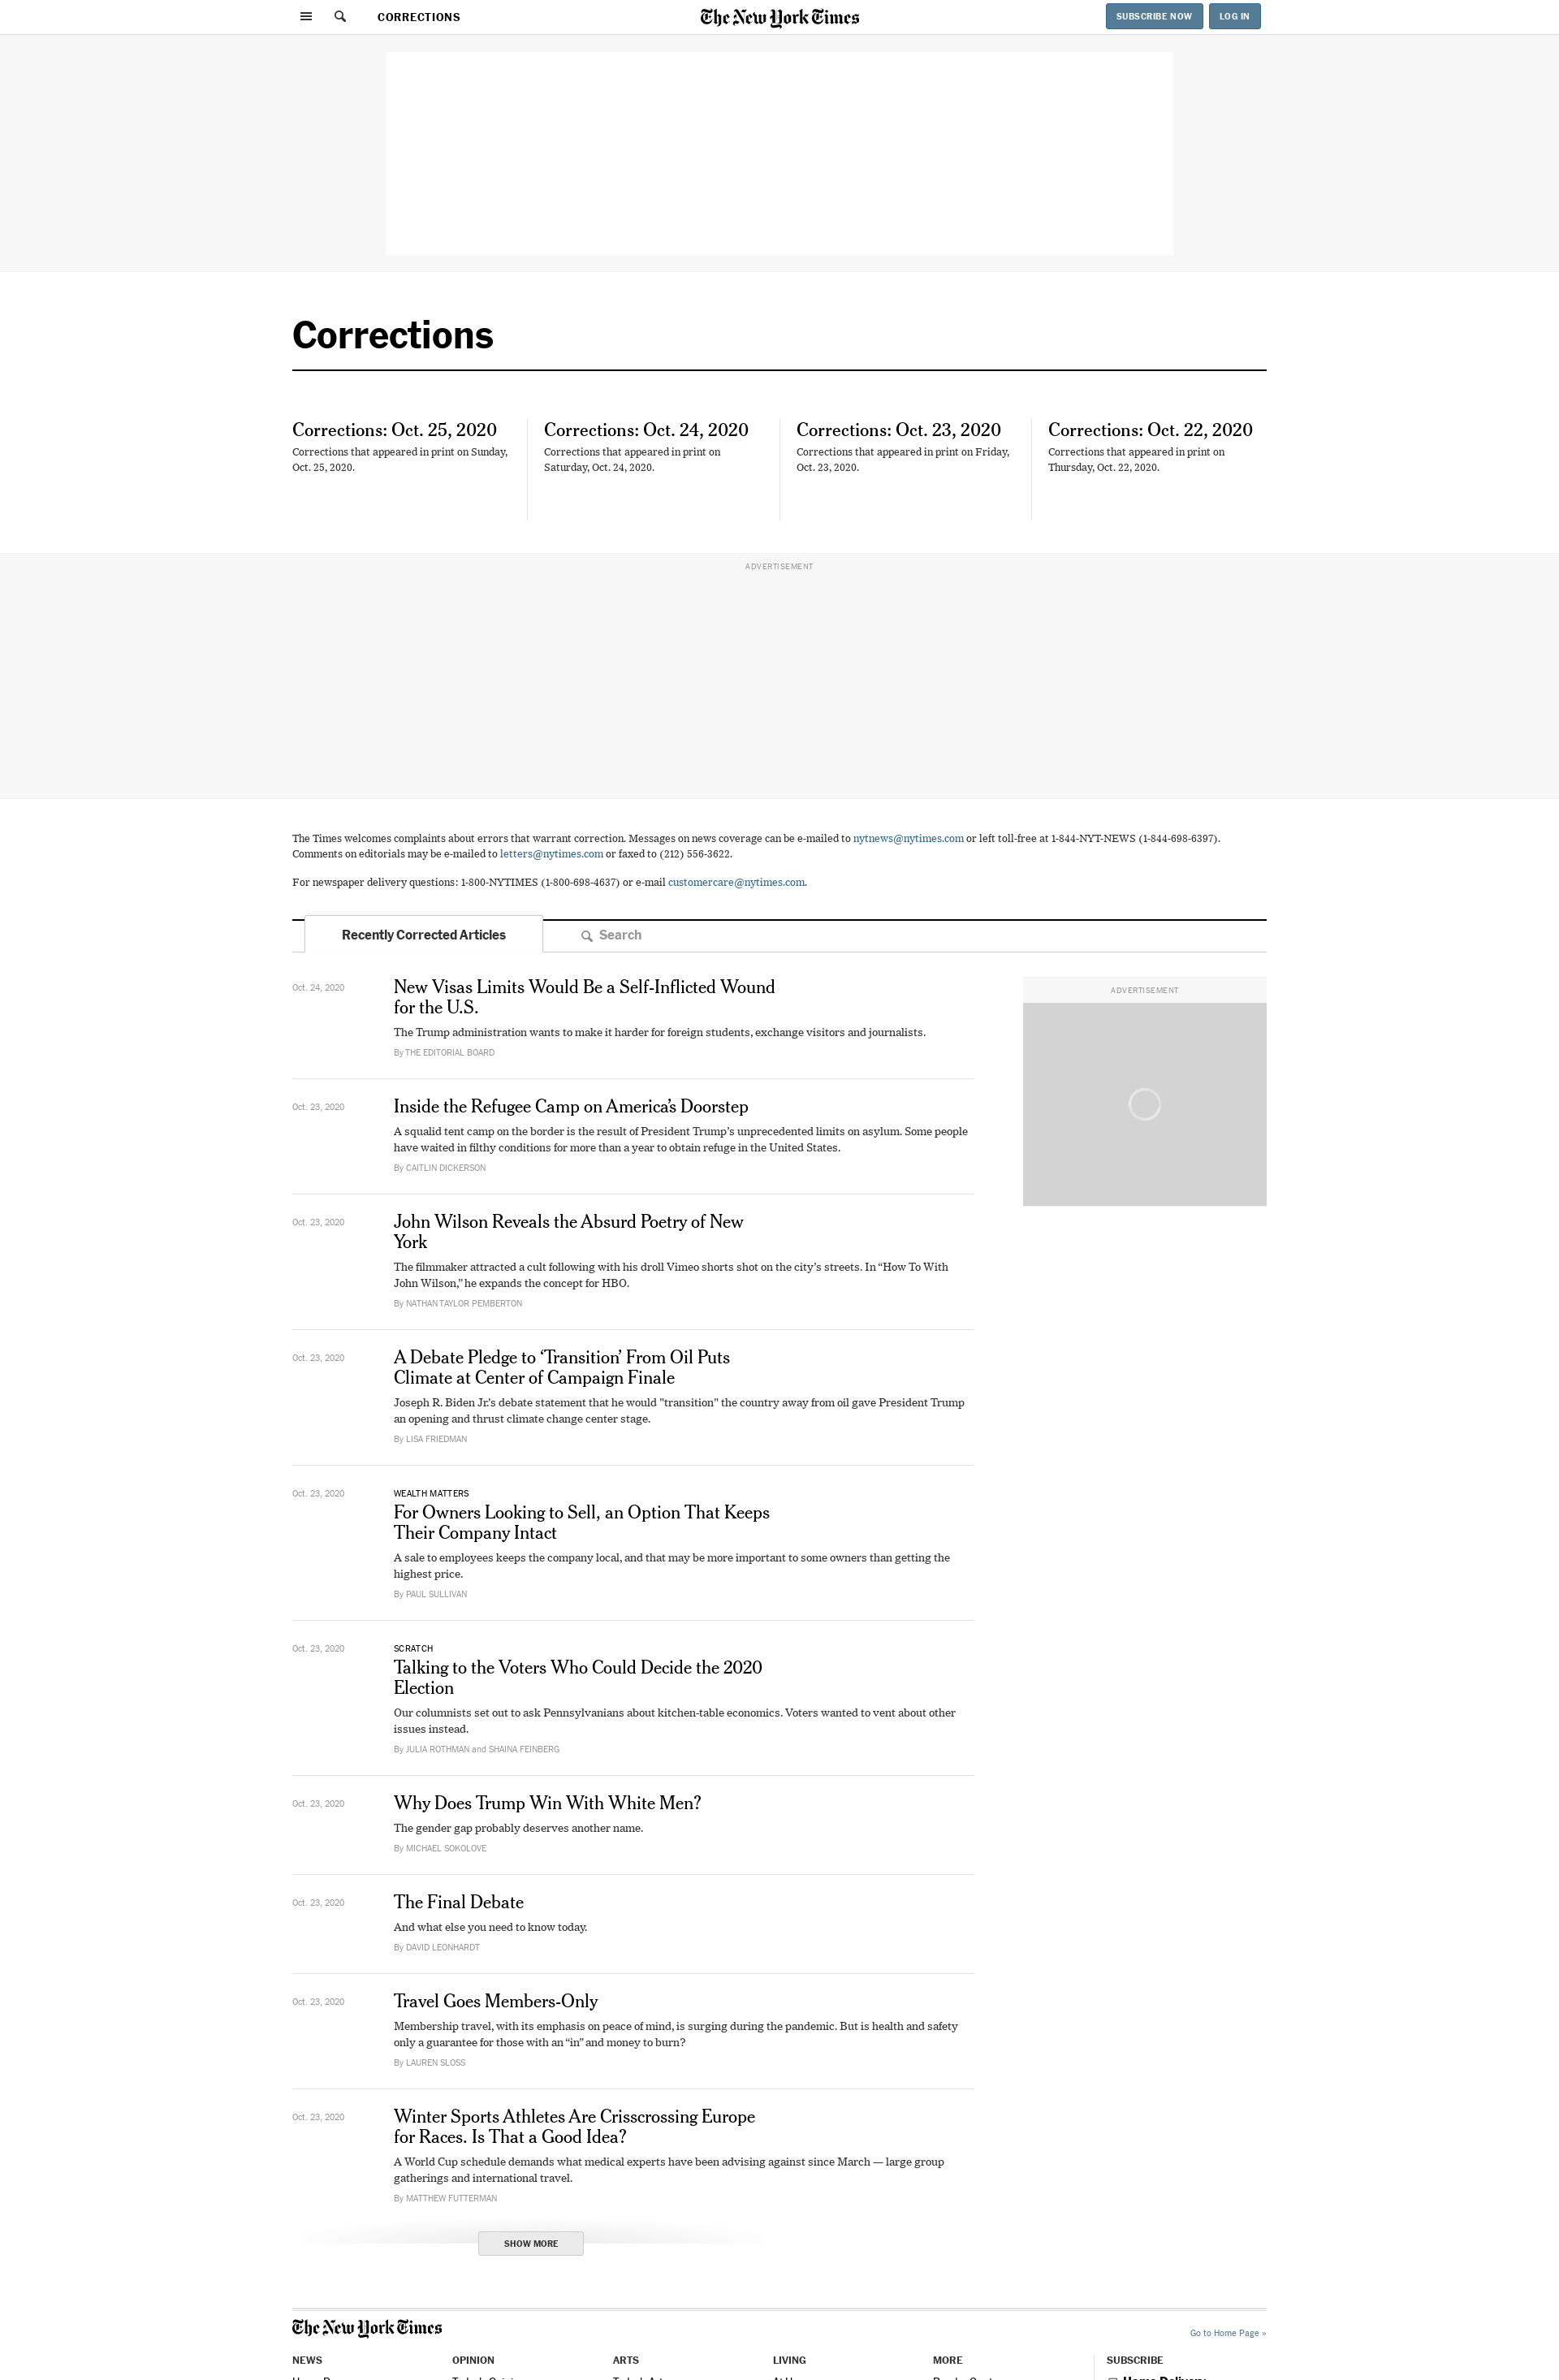 CORRECTIONS
The New York Times
SUBSCRIBE NOW
LOG IN
Corrections
Corrections: Oct. 25, 2020
Corrections that appeared in print on Sunday,
Oct. 25, 2020.
Corrections: Oct. 24, 2020
Corrections that appeared in print on
Saturday, Oct. 24, 2020.
Corrections: Oct. 23, 2020
Corrections that appeared in print on Friday,
Oct. 23, 2020.
Corrections: Oct. 22, 2020
Corrections that appeared in print on
Thursday, Oct. 22, 2020.
ADVERTISEMENT
The Times welcomes complaints about errors that warrant correction. Messages on news coverage can be e-mailed to nytnews@nytimes.com or left toll-free at 1-844-NYT-NEWS (1-844-698-6397).
Comments on editorials may be e-mailed to letters@nytimes.com or faxed to (212) 556-3622.
For newspaper delivery questions: 1-800-NYTIMES (1-800-698-4637) or e-mail customercare@nytimes.com.
Recently Corrected Articles
Search
Oct. 24, 2020
New Visas Limits Would Be a Self-Inflicted Wound
for the U.S.
The Trump administration wants to make it harder for foreign students, exchange visitors and journalists.
By THE EDITORIAL BOARD
ADVERTISEMENT
Oct. 23, 2020
Inside the Refugee Camp on America’s Doorstep
A squalid tent camp on the border is the result of President Trump’s unprecedented limits on asylum. Some people
have waited in filthy conditions for more than a year to obtain refuge in the United States.
By CAITLIN DICKERSON
Oct. 23, 2020
John Wilson Reveals the Absurd Poetry of New
York
The filmmaker attracted a cult following with his droll Vimeo shorts shot on the city’s streets. In “How To With
John Wilson,” he expands the concept for HBO.
By NATHAN TAYLOR PEMBERTON
Oct. 23, 2020
A Debate Pledge to ‘Transition’ From Oil Puts
Climate at Center of Campaign Finale
Joseph R. Biden Jr.'s debate statement that he would "transition" the country away from oil gave President Trump
an opening and thrust climate change center stage.
By LISA FRIEDMAN
Oct. 23, 2020
WEALTH MATTERS
For Owners Looking to Sell, an Option That Keeps
Their Company Intact
A sale to employees keeps the company local, and that may be more important to some owners than getting the
highest price.
By PAUL SULLIVAN
Oct. 23, 2020
SCRATCH
Talking to the Voters Who Could Decide the 2020
Election
Our columnists set out to ask Pennsylvanians about kitchen-table economics. Voters wanted to vent about other
issues instead.
By JULIA ROTHMAN and SHAINA FEINBERG
Oct. 23, 2020
Why Does Trump Win With White Men?
The gender gap probably deserves another name.
By MICHAEL SOKOLOVE
Oct. 23, 2020
The Final Debate
And what else you need to know today.
By DAVID LEONHARDT
Oct. 23, 2020
Travel Goes Members-Only
Membership travel, with its emphasis on peace of mind, is surging during the pandemic. But is health and safety
only a guarantee for those with an “in” and money to burn?
By LAUREN SLOSS
Oct. 23, 2020
Winter Sports Athletes Are Crisscrossing Europe
for Races. Is That a Good Idea?
A World Cup schedule demands what medical experts have been advising against since March — large group
gatherings and international travel.
By MATTHEW FUTTERMAN
SHOW MORE
The New York Times
Go to Home Page »
NEWS
OPINION
ARTS
LIVING
MORE
SUBSCRIBE